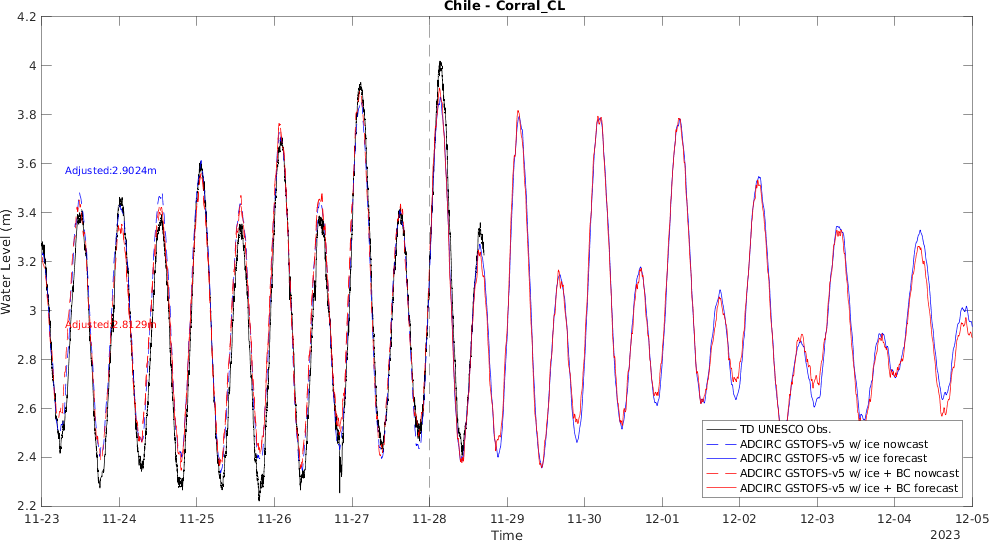 Chile - Corral_CL
4.2
4
3.8
3.6
3.4
3.2
3
2.8
2.6
2.4
2.2
Water Level (m)
Adjusted:2.9024m
Adjusted:2.8129m
TD UNESCO Obs.
ADCIRC GSTOFS-v5 w/ ice nowcast
ADCIRC GSTOFS-v5 w/ ice forecast
ADCIRC GSTOFS-v5 w/ ice + BC nowcast
ADCIRC GSTOFS-v5 w/ ice + BC forecast
11-23 11-24 11-25 11-26 11-27 11-28 11-29 11-30 12-01 12-02 12-03 12-04 12-05
Time
2023